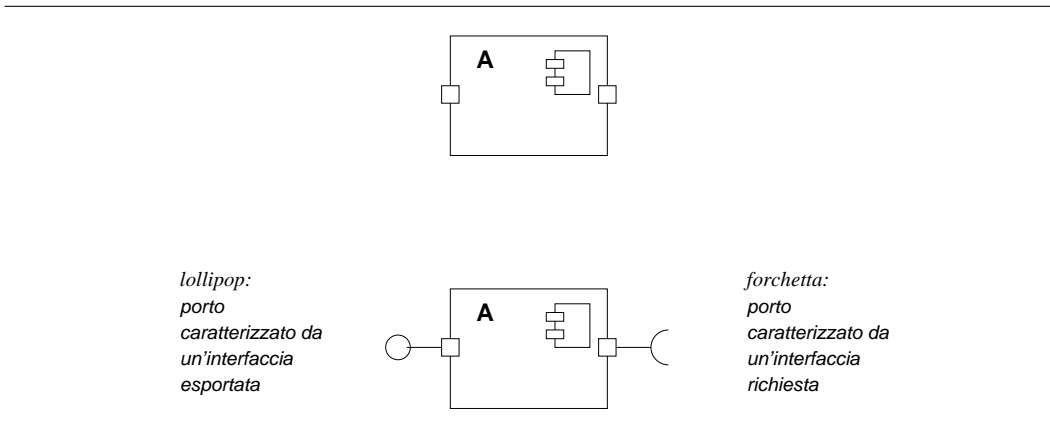 A
lollipop:
porto
caratterizzato da
un'interfaccia
esportata
A
forchetta:
porto
caratterizzato da
un'interfaccia
richiesta